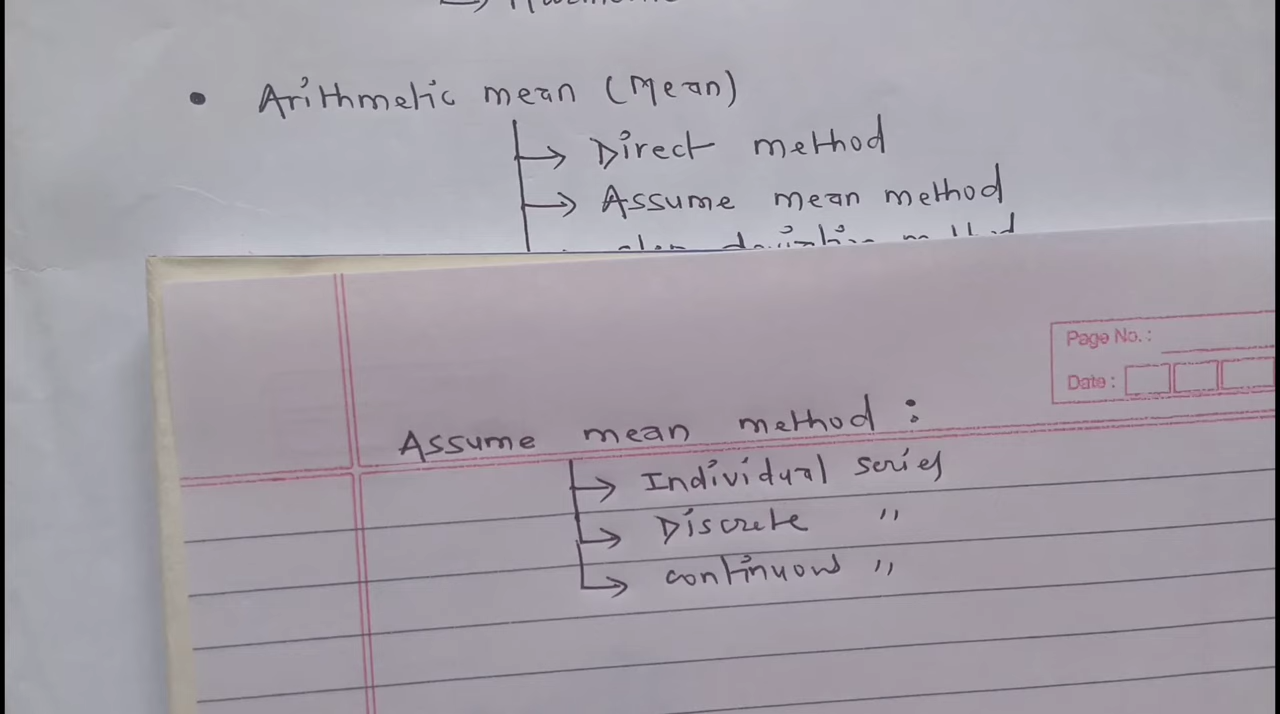 • Arithmetic mean (Mean)
→ Direct method
→ Assume mean method
Page No.:
Date:
Assume mean method :
→ Individual series
→ Discrete "
→ continuous "